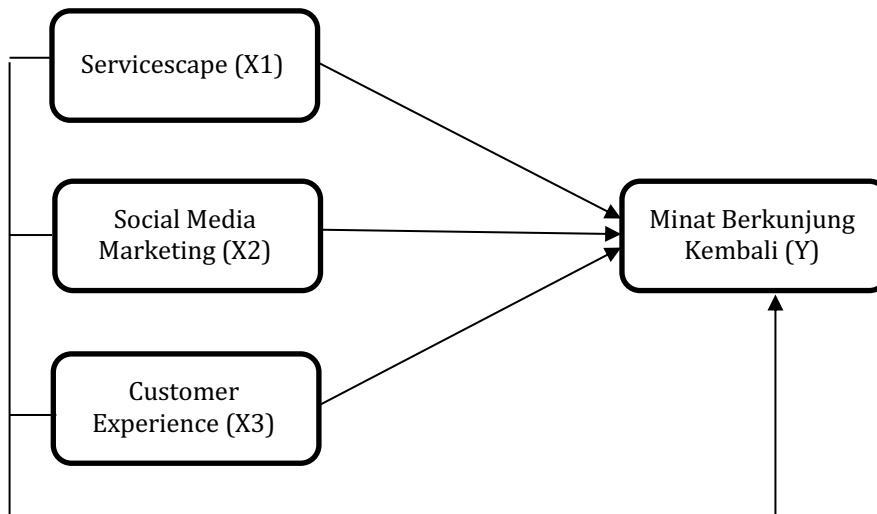 Servicescape (X1)
Social Media
Marketing (X2)
Minat Berkunjung
Kembali (Y)
Customer
Experience (X3)